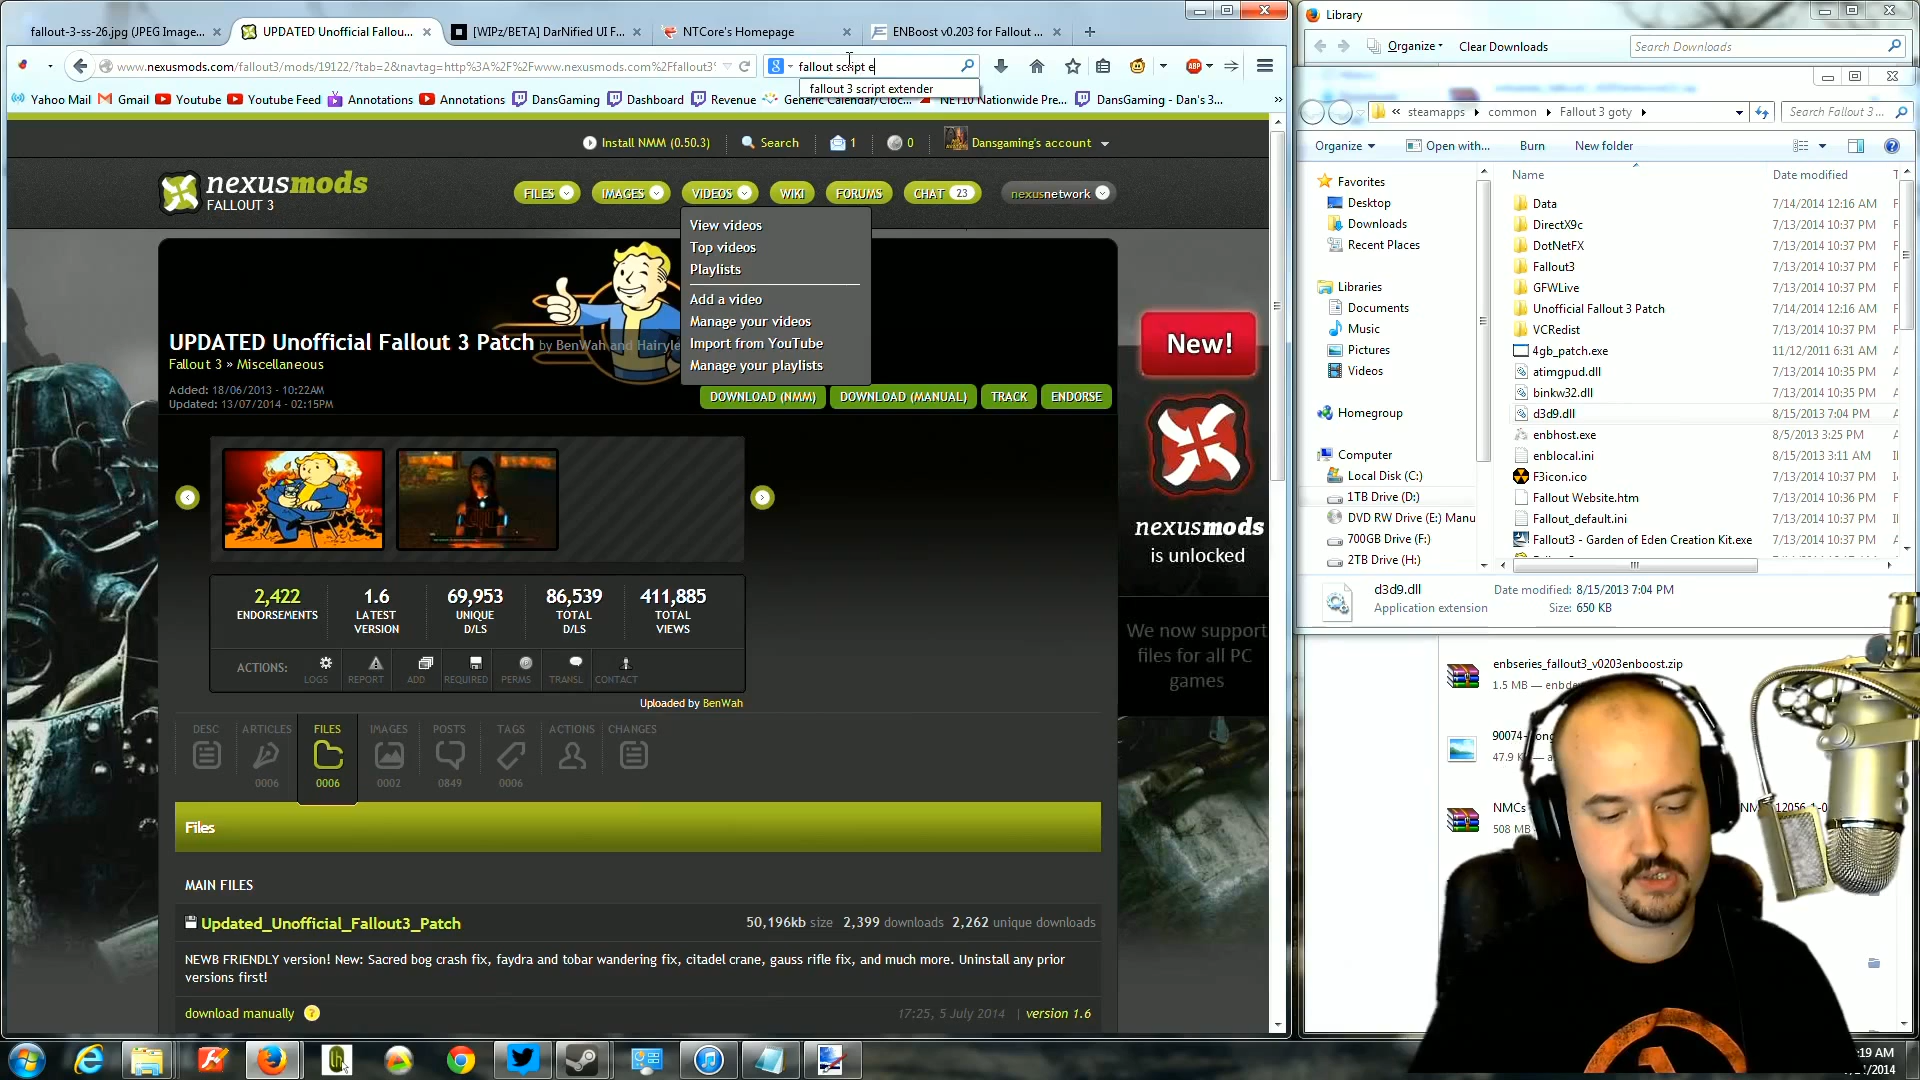 fallout-3-ss-26.jpg (JPEG Image...
UPDATED Unofficial Fallou...
[WIPz/BETA] DarNified UI F...
NTCore's Homepage
ENBoost v0.203 for Fallout ...
fallout script e
fallout 3 script extender
Yahoo Mail
Gmail
Youtube
Youtube Feed
Annotations
Annotations
DansGaming
Dashboard
Revenue
Generic Calendar/Cloc...
NET10 Nationwide Pre...
DansGaming - Dan's 3...
Install NMM (0.50.3)
Search
1
0
Dansgaming's account
nexusmods
FALLOUT 3
FILES
IMAGES
VIDEOS
WIKI
FORUMS
CHAT 23
nexusnetwork
View videos
Top videos
Playlists
Add a video
Manage your videos
Import from YouTube
Manage your playlists
UPDATED Unofficial Fallout 3 Patch by BenWah and Hairyle
Fallout 3 » Miscellaneous
Added: 18/06/2013 - 10:22AM
Updated: 13/07/2014 - 02:15PM
DOWNLOAD (NMM)
DOWNLOAD (MANUAL)
TRACK
ENDORSE
2,422
ENDORSEMENTS
1.6
LATEST
VERSION
69,953
UNIQUE
D/LS
86,539
TOTAL
D/LS
411,885
TOTAL
VIEWS
ACTIONS:
LOGS
REPORT
ADD
REQUIRED
PERMS
TRANSL
CONTACT
Uploaded by BenWah
DESC
ARTICLES
0006
FILES
0006
IMAGES
0002
POSTS
0849
TAGS
0006
ACTIONS
CHANGES
Files
MAIN FILES
Updated_Unofficial_Fallout3_Patch
50,196kb size 2,399 downloads 2,262 unique downloads
NEWB FRIENDLY version! New: Sacred bog crash fix, faydra and tobar wandering fix, citadel crane, gauss rifle fix, and much more. Uninstall any prior
versions first!
download manually
17:25, 5 July 2014 | version 1.6
New!
nexusmods
is unlocked
We now support
files for all PC
games
Library
Organize
Clear Downloads
Search Downloads
« steamapps
common
Fallout 3 goty
Search Fallout 3 ...
Organize
Open with...
Burn
New folder
Favorites
Desktop
Downloads
Recent Places
Libraries
Documents
Music
Pictures
Videos
Homegroup
Computer
Local Disk (C:)
1TB Drive (D:)
DVD RW Drive (E:) Manu
700GB Drive (F:)
2TB Drive (H:)
Name
Date modified
Data 7/14/2014 12:16 AM
DirectX9c 7/13/2014 10:37 PM
DotNetFX 7/13/2014 10:37 PM
Fallout3 7/13/2014 10:37 PM
GFWLive 7/13/2014 10:37 PM
Unofficial Fallout 3 Patch 7/14/2014 12:16 AM
VCRedist 7/13/2014 10:37 PM
4gb_patch.exe 11/12/2011 6:31 AM
atimgpud.dll 7/13/2014 10:35 PM
binkw32.dll 7/13/2014 10:35 PM
d3d9.dll 8/15/2013 7:04 PM
enbhost.exe 8/5/2013 3:25 PM
enblocal.ini 8/15/2013 3:11 AM
F3icon.ico 7/13/2014 10:37 PM
Fallout Website.htm 7/13/2014 10:36 PM
Fallout_default.ini 7/13/2014 10:37 PM
Fallout3 - Garden of Eden Creation Kit.exe 7/13/2014 10:37 PM
d3d9.dll
Date modified: 8/15/2013 7:04 PM
Application extension
Size: 650 KB
enbseries_fallout3_v0203enboost.zip
1.5 MB —
90074-
47.9 K
NMCs
508 MB
:19 AM